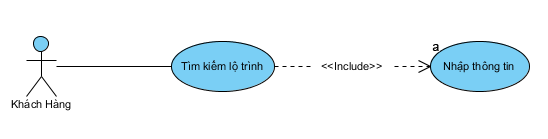 a
Tìm kiếm lộ trình
<<Include>>
Nhập thông tin
Khách Hàng